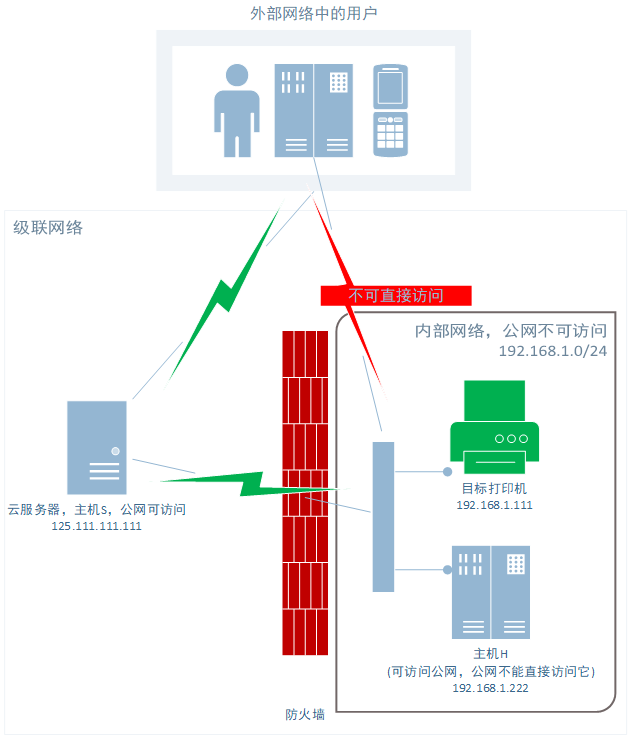 外部网络中的用户
级联网络
不可直接访问
内部网络，公网不可访问
192.168.1.0/24
目标打印机
192.168.1.111
云服务器，主机S，公网可访问
125.111.111.111
主机H
(可访问公网，公网不能直接访问它)
192.168.1.222
防火墙